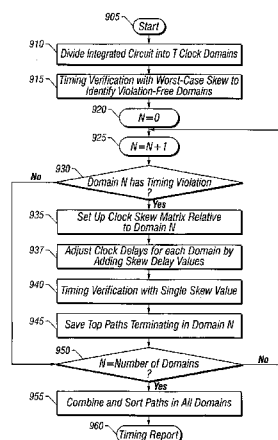 905
Start
910
Divide Integrated Circuit into T Clock Domains
915
Timing Verification with Worst-Case Skew to
Identify Violation-Free Domains
920
N=0
925
N=N+1
930
No
Domain N has Timing Violation
?
Yes
935
Set Up Clock Skew Matrix Relative
to Domain N
937
Adjust Clock Delays for each Domain by
Adding Skew Delay Values
940
Timing Verification with Single Skew Value
945
Save Top Paths Terminating in Domain N
950
N=Number of Domains
No
?
Yes
955
Combine and Sort Paths in All Domains
960
Timing Report